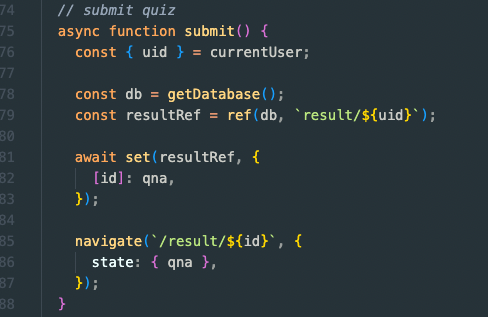 74 // submit quiz
75 async function submit() {
76 const { uid } = currentUser;
77
78 const db = getDatabase();
79 const resultRef = ref(db, `result/${uid}`);
80
81 await set(resultRef, {
82 [id]: qna,
83 });
84
85 navigate(`/result/${id}`, {
86 state: { qna },
87 });
88 }